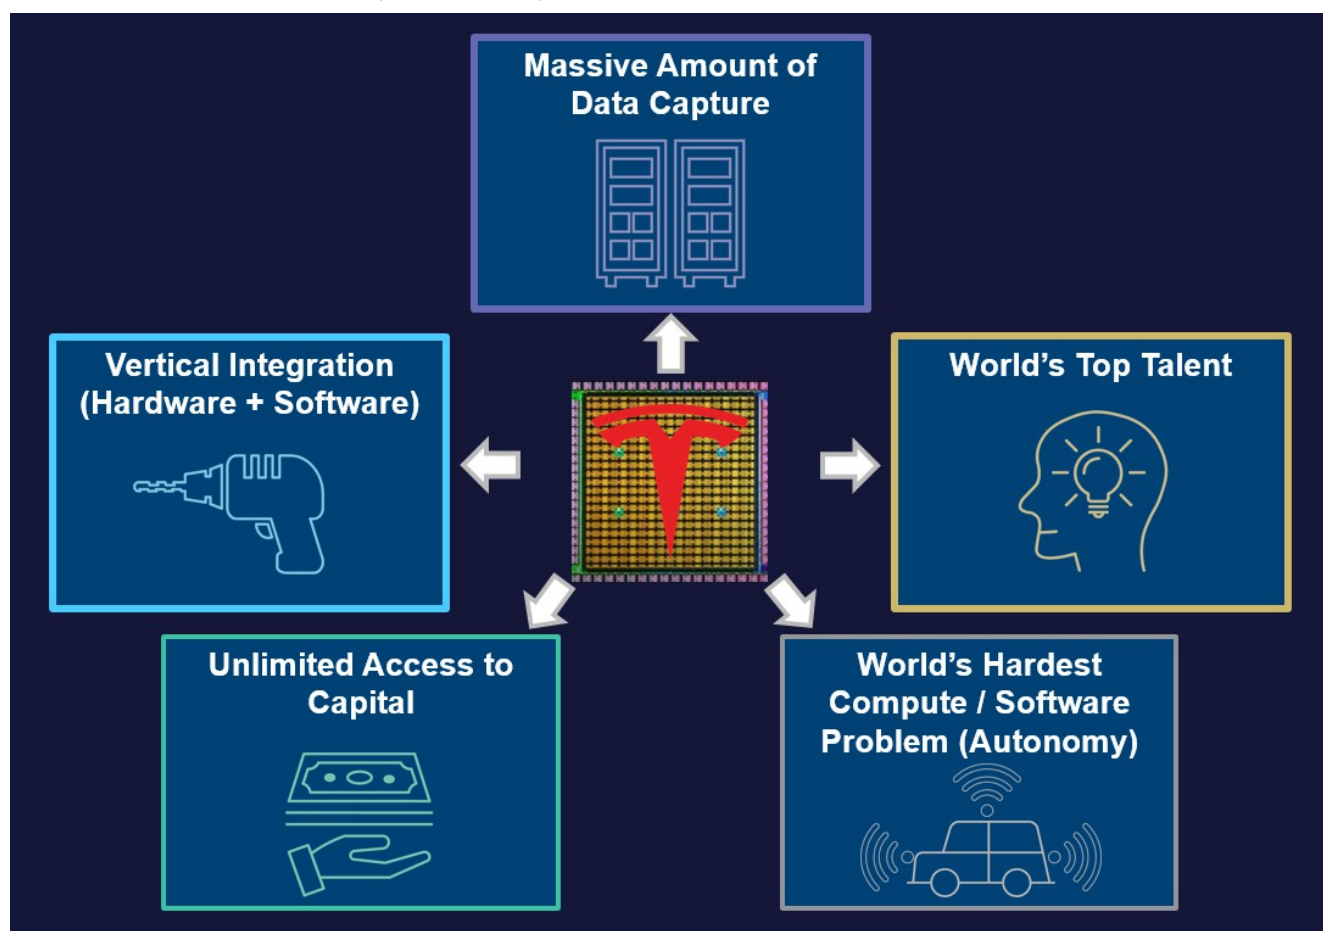 Massive Amount of
Data Capture
Vertical Integration
(Hardware + Software)
World’s Top Talent
Unlimited Access to
Capital
World’s Hardest
Compute / Software
Problem (Autonomy)